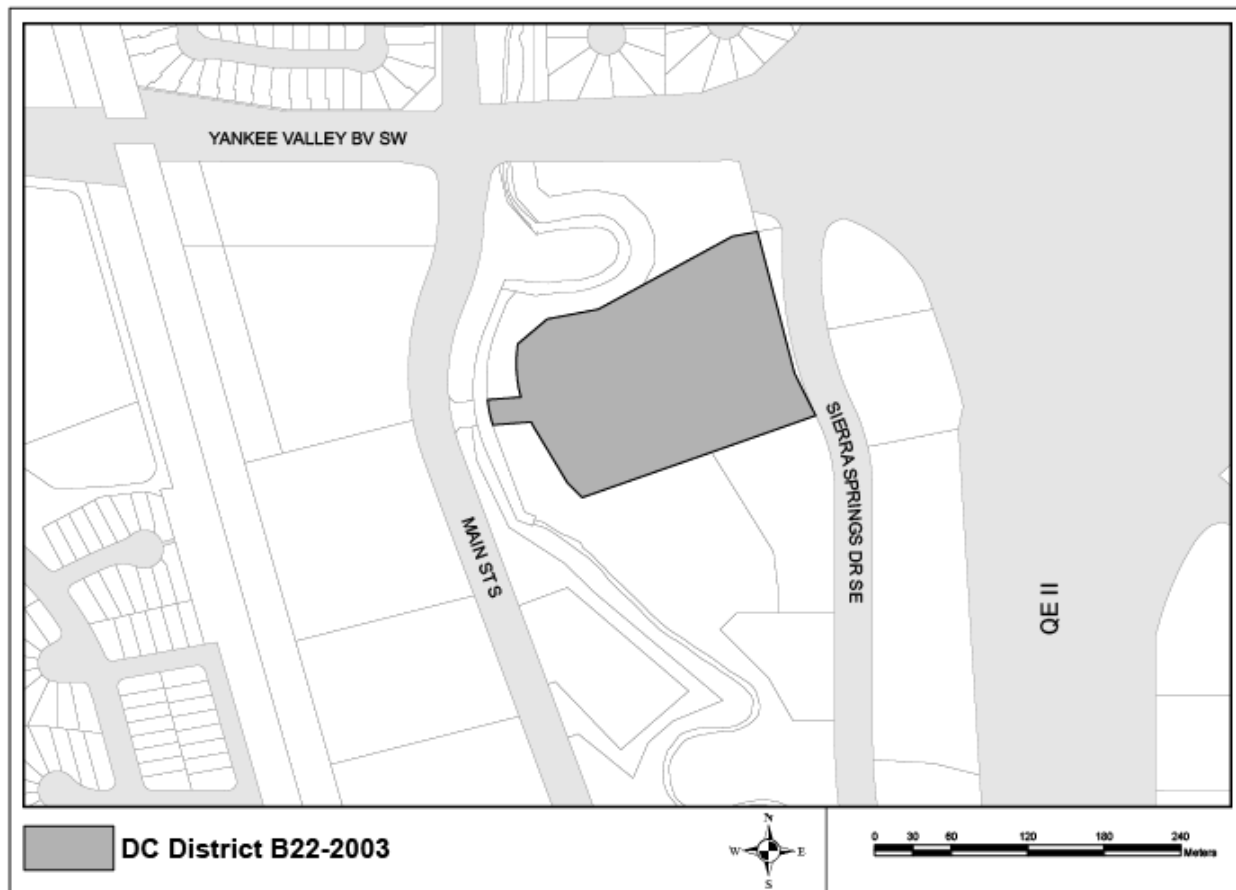 YANKEE VALLEY BV SW
SIERRA SPRINGS DR SE
MAIN ST S
QE II
DC District B22-2003
N
W E
S
0 30 60 120 180 240
Meters